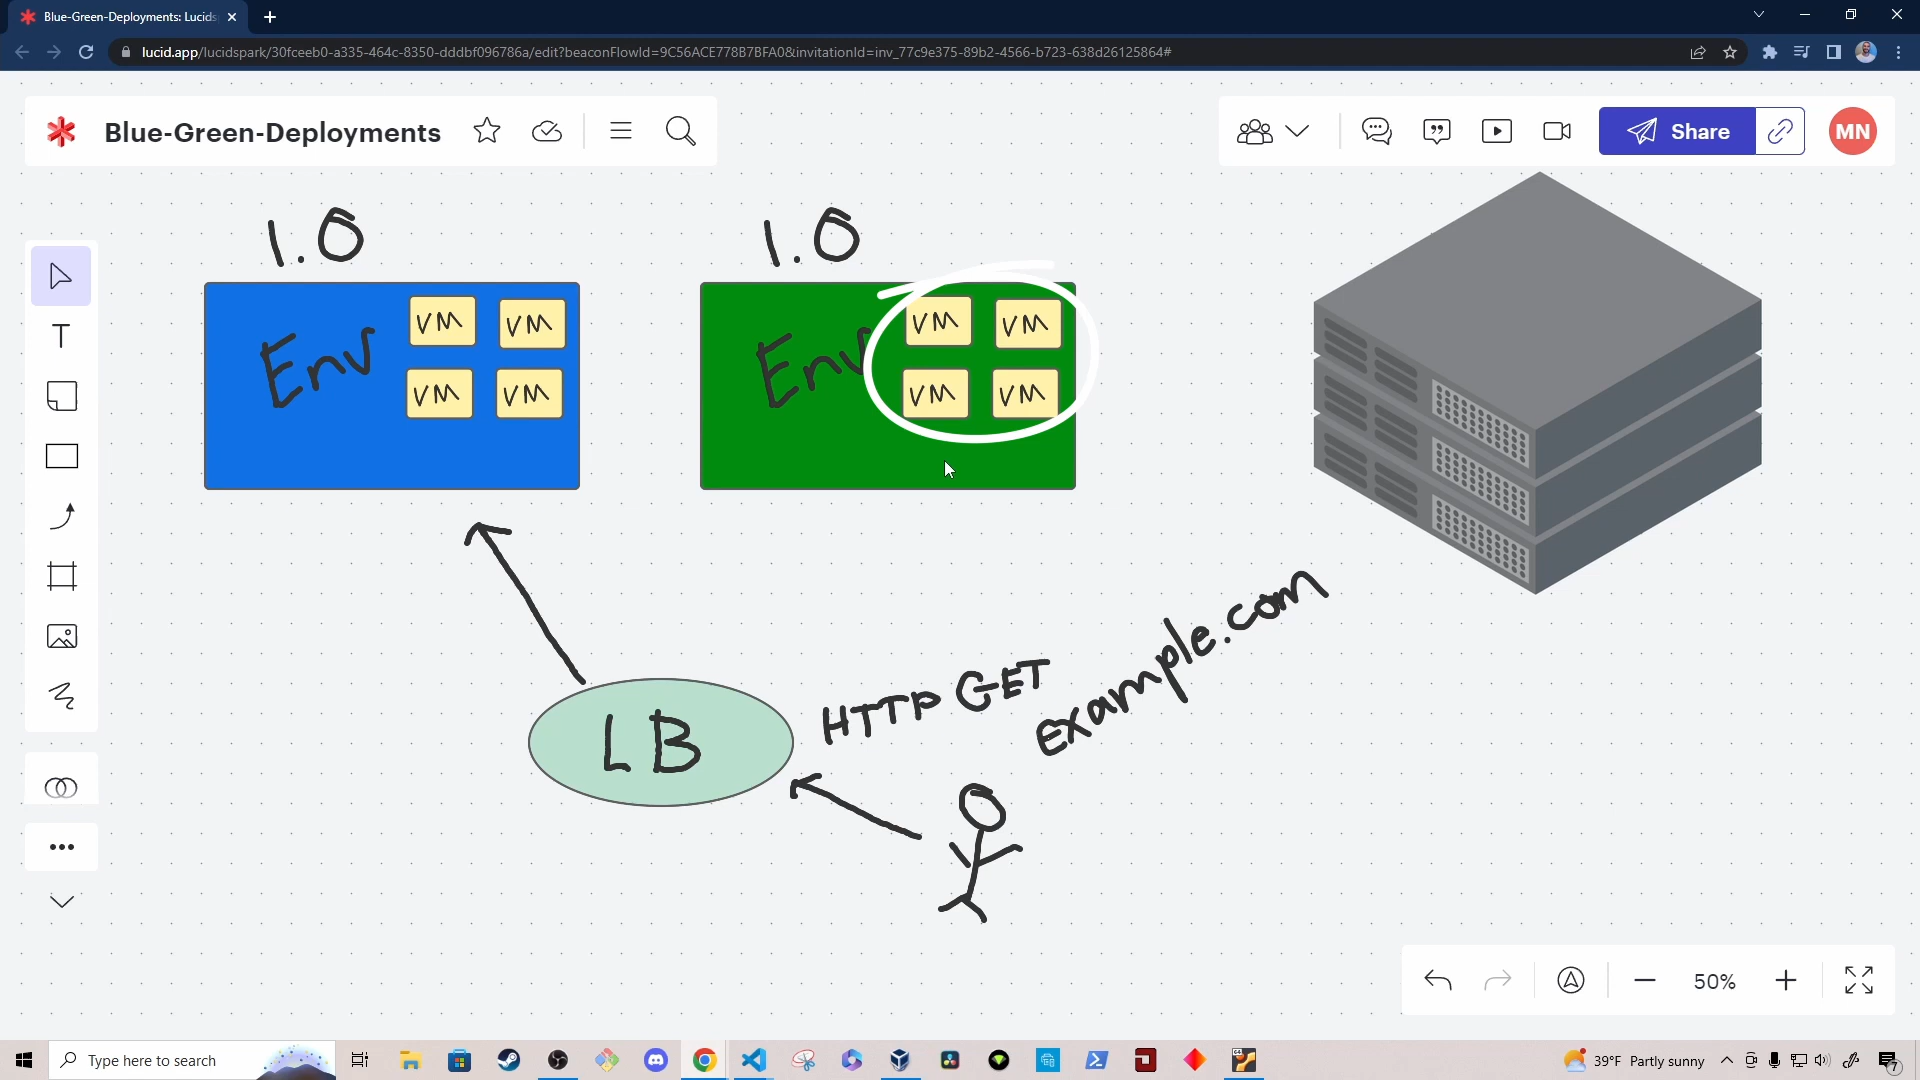 Blue-Green-Deployments: Lucids
lucid.app/lucidspark/30fceeb0-a335-464c-8350-dddbf096786a/edit?beaconFlowId=9C56ACE778B7BFA0&invitationId=inv_77c9e375-89b2-4566-b723-638d26125864#
Blue-Green-Deployments
Share
MN
1.0
1.0
Env
VM VM
VM VM
Env
VM VM
VM VM
T
LB
HTTP GET
example.com
50%
Type here to search
39°F Partly sunny
7